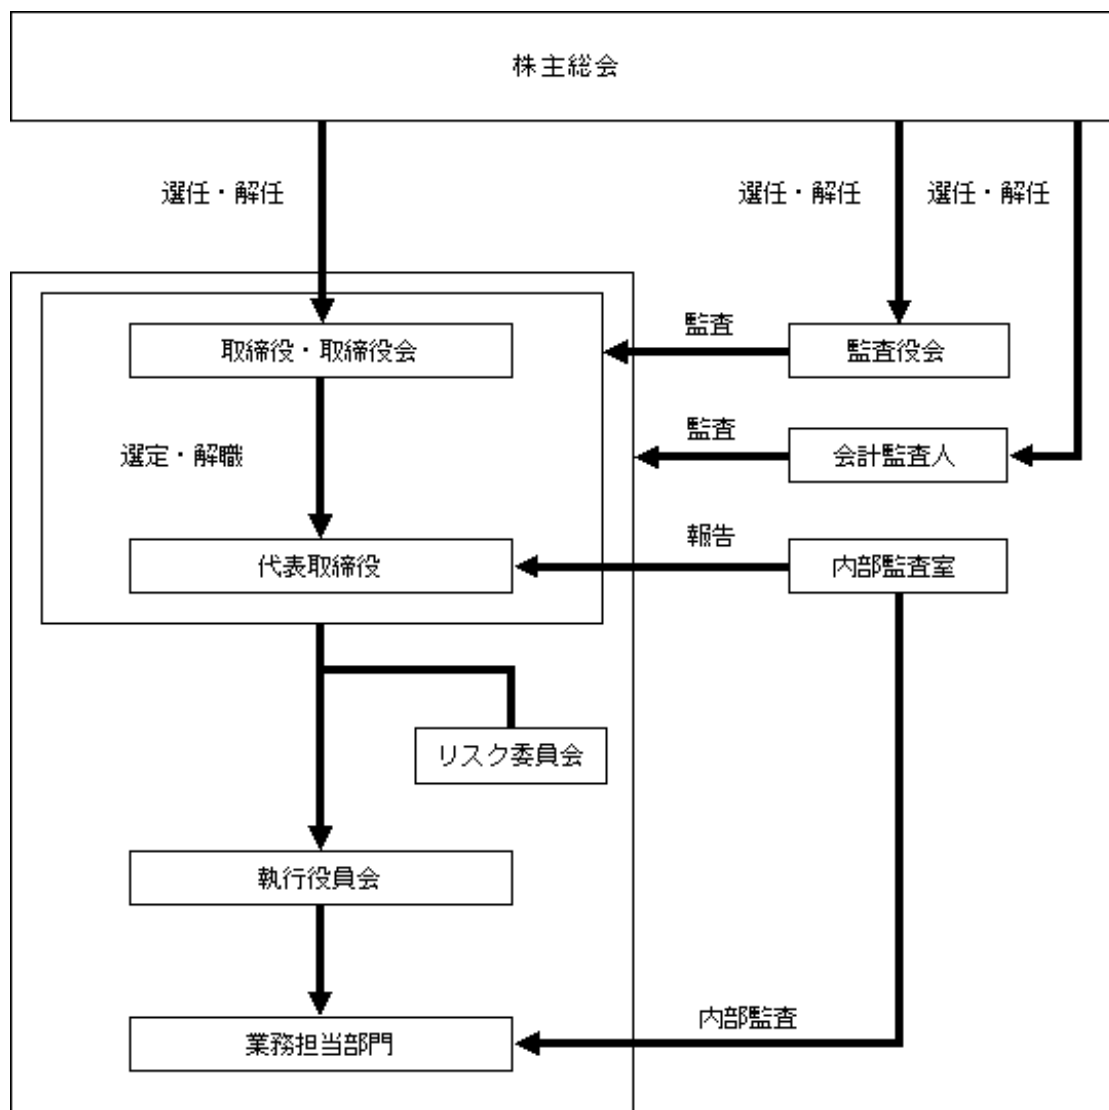 株主総会
選任・解任
選任・解任
選任・解任
取締役・取締役会
監査
監査役会
選定・解職
監査
会計監査人
代表取締役
報告
内部監査室
リスク委員会
執行役員会
内部監査
業務担当部門